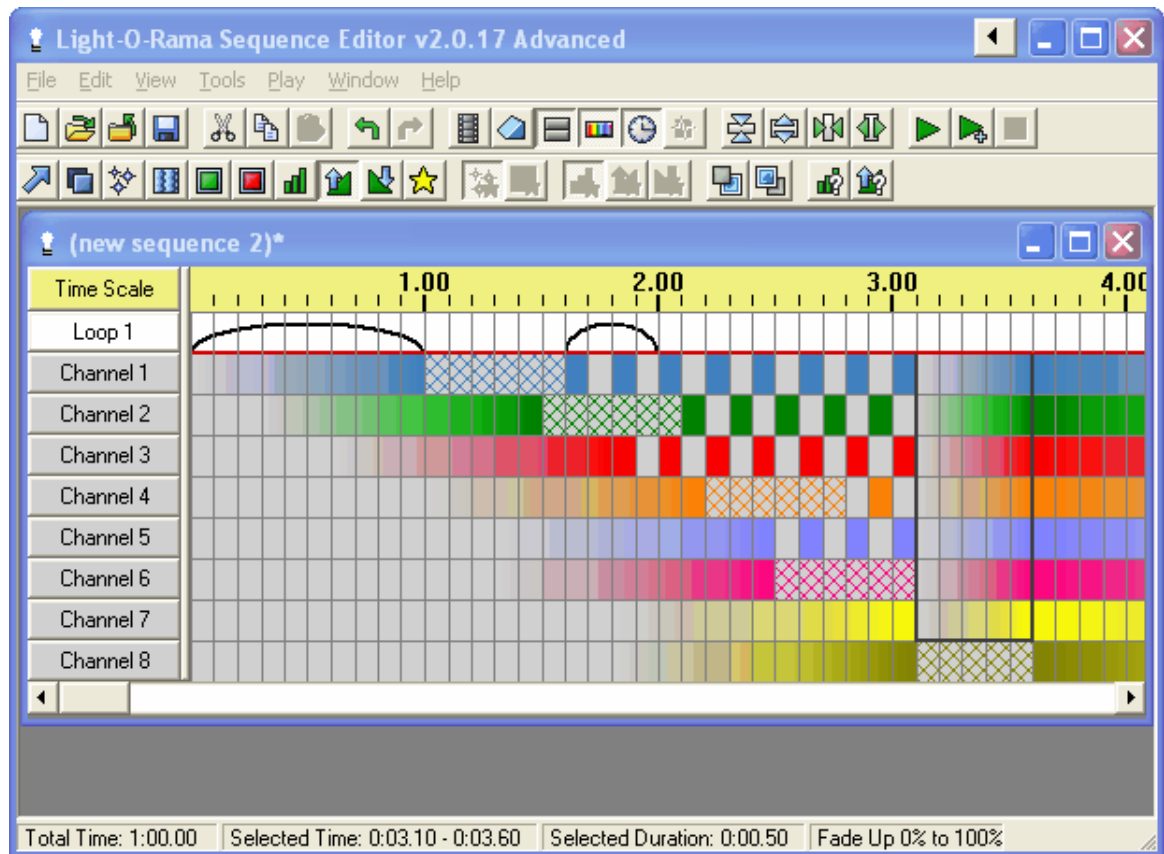 Light-O-Rama Sequence Editor v2.0.17 Advanced
File Edit View Tools Play Window Help
(new sequence 2)*
Time Scale 1.00 2.00 3.00 4.00
Loop 1
Channel 1
Channel 2
Channel 3
Channel 4
Channel 5
Channel 6
Channel 7
Channel 8
Total Time: 1:00.00 Selected Time: 0:03.10 - 0:03.60 Selected Duration: 0:00.50 Fade Up 0% to 100%